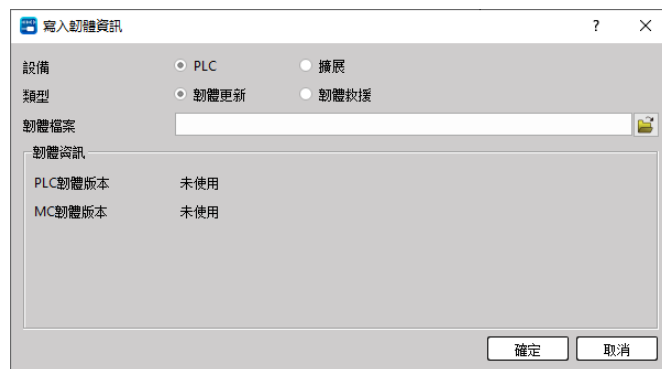 寫入韌體資訊
設備 PLC 擴展
類型 韌體更新 韌體救援
韌體檔案
韌體資訊
PLC韌體版本 未使用
MC韌體版本 未使用
確定 取消